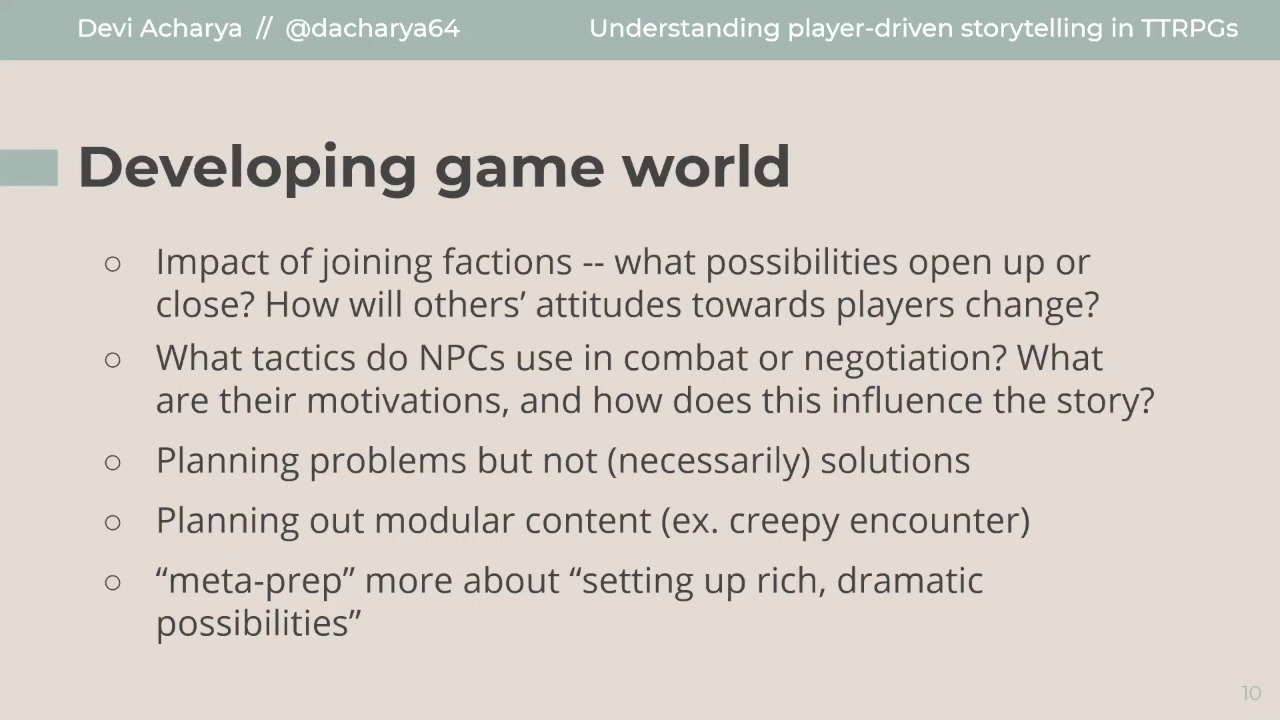 Devi Acharya // @dacharya64
Understanding player-driven storytelling in TTRPGs
Developing game world
○ Impact of joining factions -- what possibilities open up or
close? How will others’ attitudes towards players change?
○ What tactics do NPCs use in combat or negotiation? What
are their motivations, and how does this influence the story?
○ Planning problems but not (necessarily) solutions
○ Planning out modular content (ex. creepy encounter)
○ “meta-prep” more about “setting up rich, dramatic
possibilities”
10